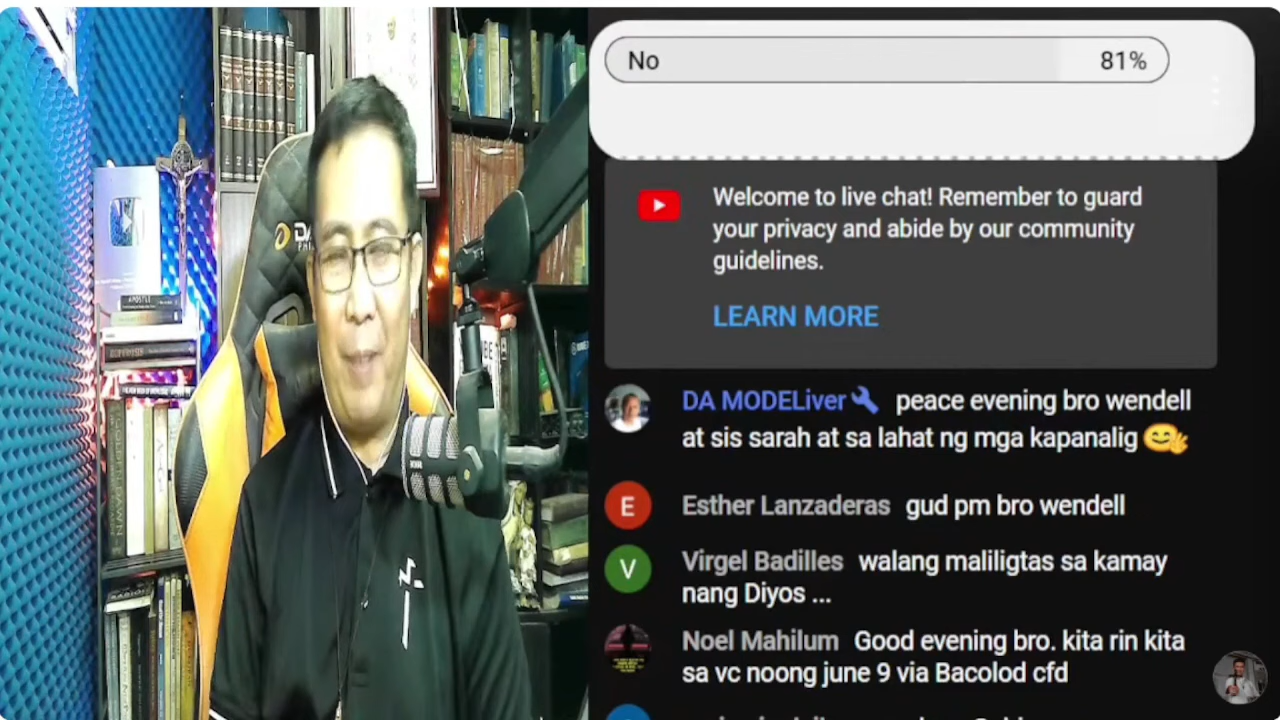 No 81%
Welcome to live chat! Remember to guard
your privacy and abide by our community
guidelines.
LEARN MORE
DA MODELiver peace evening bro wendell
at sis sarah at sa lahat ng mga kapanalig
E
Esther Lanzaderas gud pm bro wendell
V
Virgel Badilles walang maliligtas sa kamay
nang Diyos ...
Noel Mahilum Good evening bro. kita rin kita
sa vc noong june 9 via Bacolod cfd